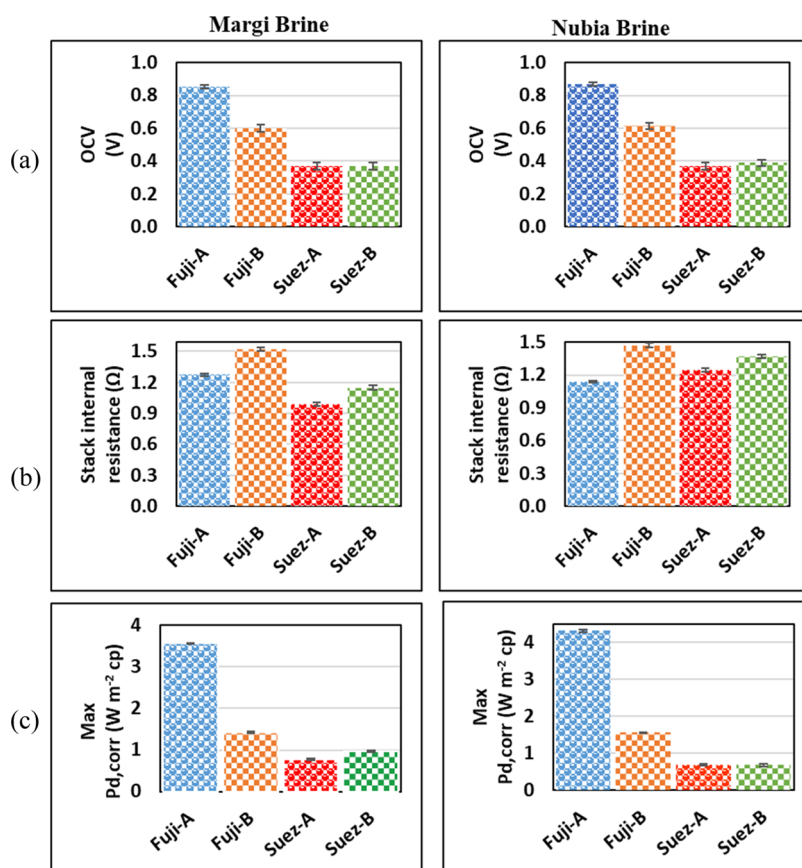 Margi Brine
Nubia Brine
(a)
OCV
(V)
1.0
0.8
0.6
0.4
0.2
0.0
Fuji-A
Fuji-B
Suez-A
Suez-B
OCV
(V)
1.0
0.8
0.6
0.4
0.2
0.0
Fuji-A
Fuji-B
Suez-A
Suez-B
(b)
Stack internal
resistance (Ω)
1.5
1.2
0.9
0.6
0.3
0.0
Fuji-A
Fuji-B
Suez-A
Suez-B
Stack internal
resistance (Ω)
1.5
1.2
0.9
0.6
0.3
0.0
Fuji-A
Fuji-B
Suez-A
Suez-B
(c)
Max
Pd,corr (W m⁻² cp)
4
3
2
1
0
Fuji-A
Fuji-B
Suez-A
Suez-B
Max
Pd,corr (W m⁻² cp)
4
3
2
1
0
Fuji-A
Fuji-B
Suez-A
Suez-B